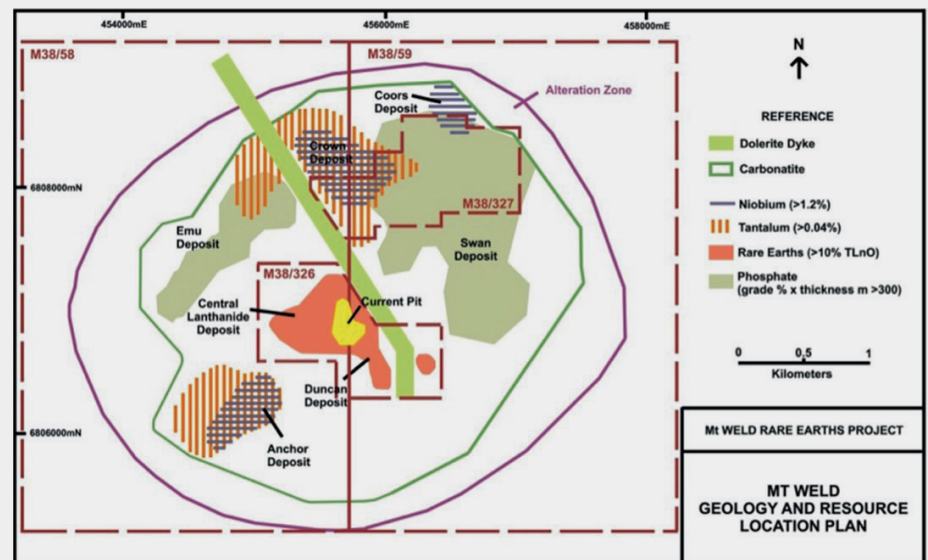 454000mE
456000mE
458000mE
M38/58
M38/59
N
Alteration Zone
Coors
Deposit
REFERENCE
Dolerite Dyke
Crown
Deposit
Carbonatite
6808000mN
Niobium (>1.2%)
M38/327
Tantalum (>0.04%)
Emu
Deposit
Swan
Deposit
Rare Earths (>10% TLnO)
M38/326
Phosphate
(grade % x thickness m >300)
Central
Lanthanide
Deposit
Current Pit
0
0,5
1
Kilometers
Duncan
Deposit
6806000mN
Mt WELD RARE EARTHS PROJECT
Anchor
Deposit
MT WELD
GEOLOGY AND RESOURCE
LOCATION PLAN